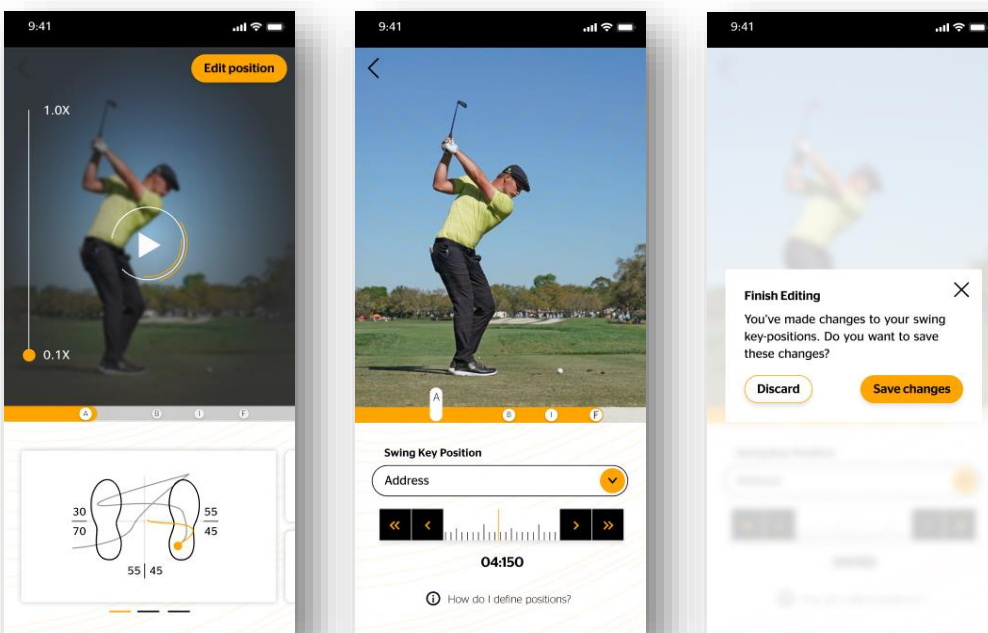 9:41
Edit position
1.0X
0.1X
A B I F
30
70
55
45
55 | 45
9:41
A
B I F
Swing Key Position
Address
« ‹ › »
04:150
How do I define positions?
9:41
Finish Editing
You've made changes to your swing
key-positions. Do you want to save
these changes?
Discard
Save changes